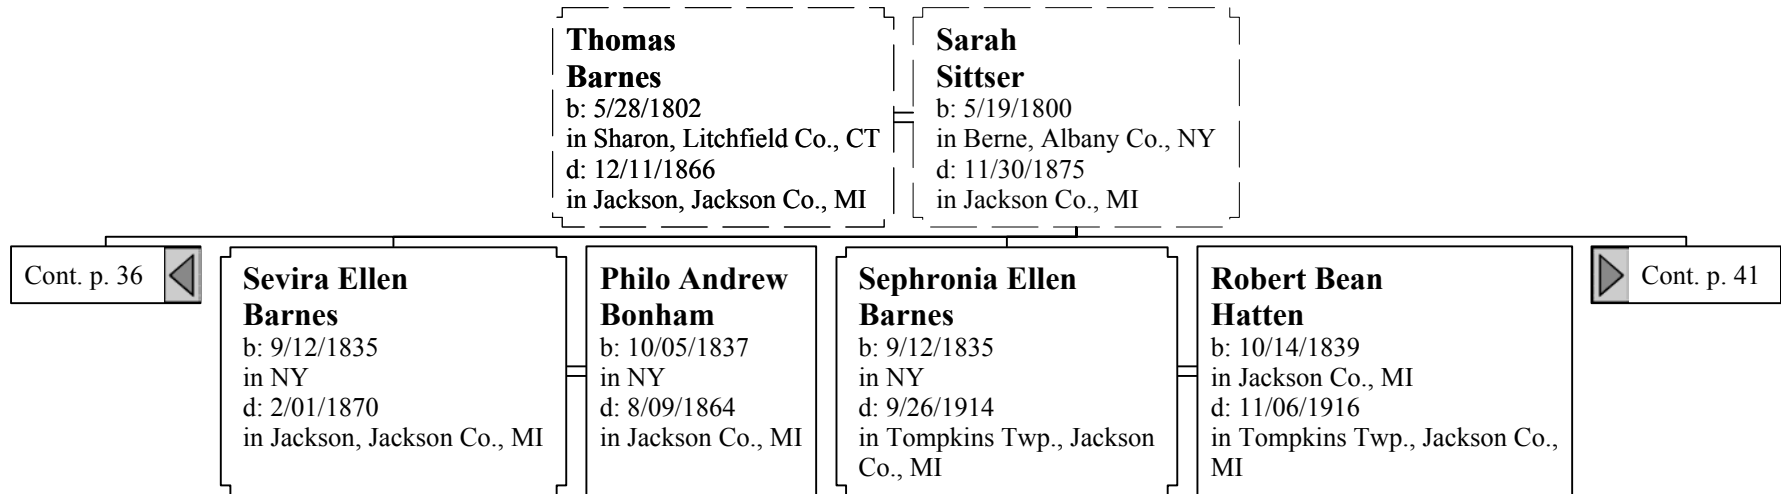 Thomas
Barnes
b: 5/28/1802
in Sharon, Litchfield Co., CT
d: 12/11/1866
in Jackson, Jackson Co., MI
Sarah
Sittser
b: 5/19/1800
in Berne, Albany Co., NY
d: 11/30/1875
in Jackson Co., MI
Cont. p. 36
Sevira Ellen
Barnes
b: 9/12/1835
in NY
d: 2/01/1870
in Jackson, Jackson Co., MI
Philo Andrew
Bonham
b: 10/05/1837
in NY
d: 8/09/1864
in Jackson Co., MI
Sephronia Ellen
Barnes
b: 9/12/1835
in NY
d: 9/26/1914
in Tompkins Twp., Jackson
Co., MI
Robert Bean
Hatten
b: 10/14/1839
in Jackson Co., MI
d: 11/06/1916
in Tompkins Twp., Jackson Co.,
MI
Cont. p. 41